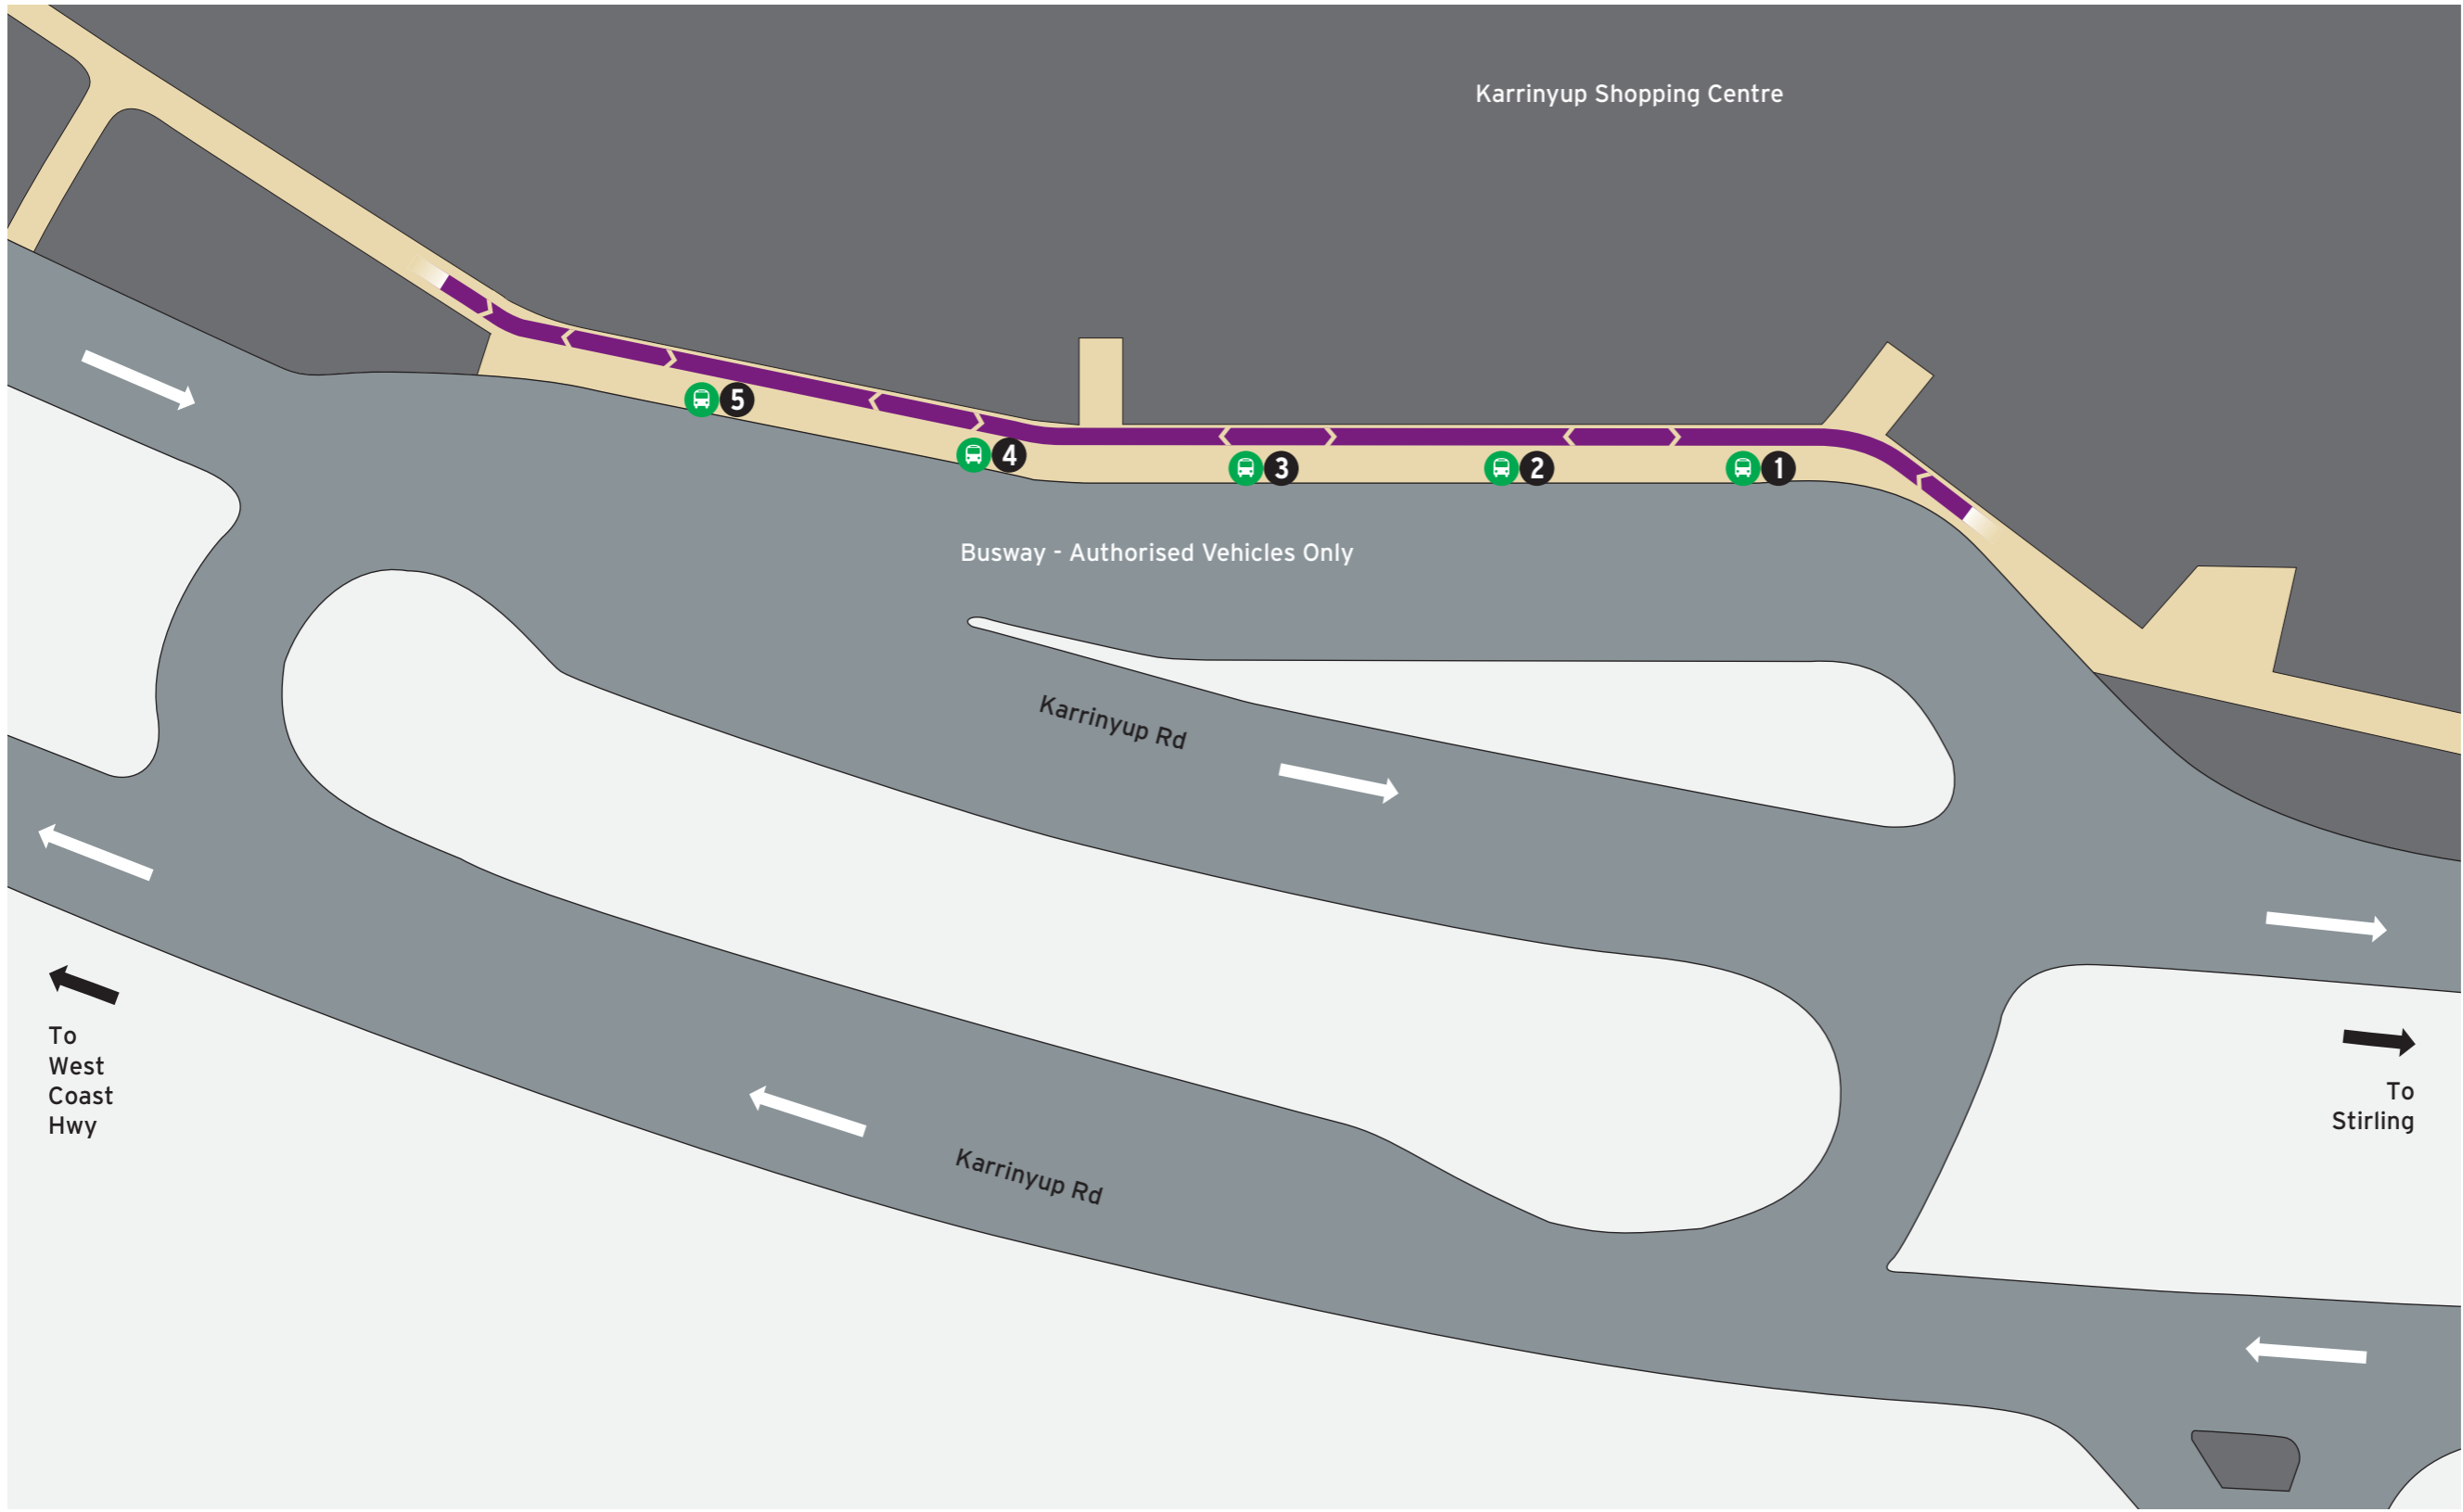 Karrinyup Shopping Centre
5
4
3
2
1
Busway - Authorised Vehicles Only
Karrinyup Rd
To
West
Coast
Hwy
To
Stirling
Karrinyup Rd